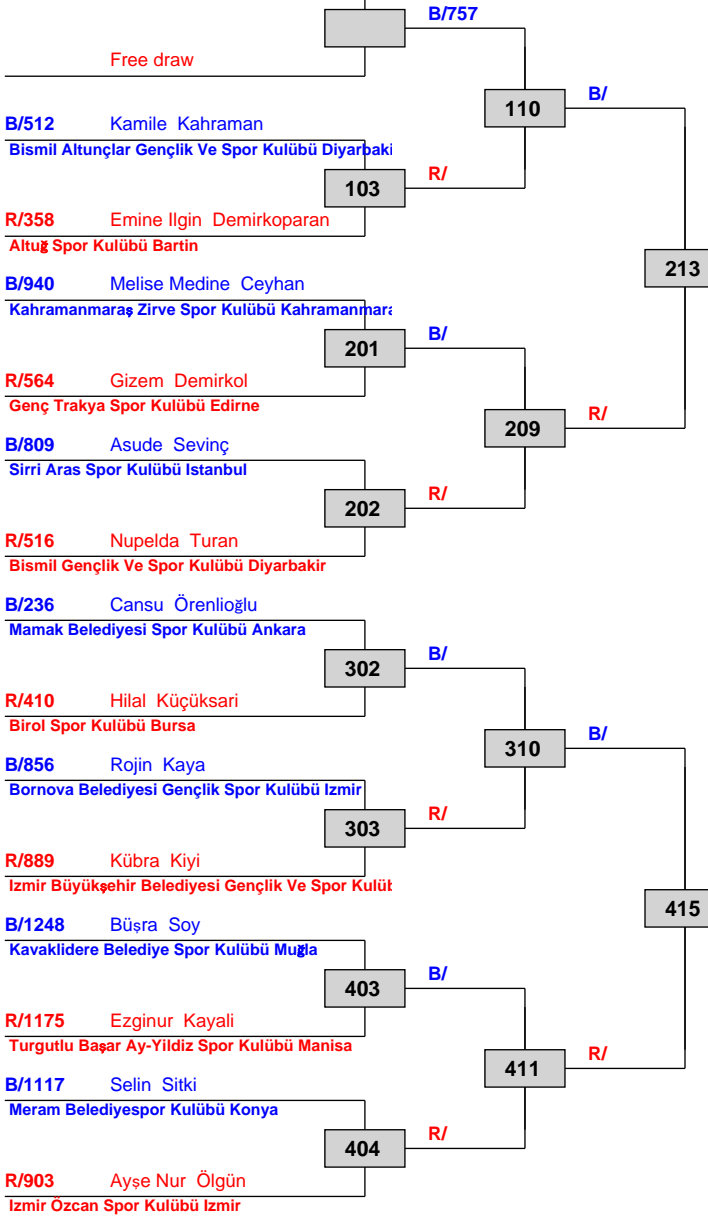 B/757
Free draw
110
B/
B/512 Kamile Kahraman
Bismil Altunçlar Gençlik Ve Spor Kulübü Diyarbaki
103
R/
R/358 Emine Ilgin Demirkoparan
Altuğ Spor Kulübü Bartin
213
B/940 Melise Medine Ceyhan
Kahramanmaraş Zirve Spor Kulübü Kahramanmara
201
B/
R/564 Gizem Demirkol
Genç Trakya Spor Kulübü Edirne
209
R/
B/809 Asude Sevinç
Sirri Aras Spor Kulübü Istanbul
202
R/
R/516 Nupelda Turan
Bismil Gençlik Ve Spor Kulübü Diyarbakir
B/236 Cansu Örenlioğlu
Mamak Belediyesi Spor Kulübü Ankara
302
B/
R/410 Hilal Küçüksari
Birol Spor Kulübü Bursa
310
B/
B/856 Rojin Kaya
Bornova Belediyesi Gençlik Spor Kulübü Izmir
303
R/
R/889 Kübra Kiyi
Izmir Büyükşehir Belediyesi Gençlik Ve Spor Kulüb
415
B/1248 Büşra Soy
Kavaklidere Belediye Spor Kulübü Muğla
403
B/
R/1175 Ezginur Kayali
Turgutlu Başar Ay-Yildiz Spor Kulübü Manisa
411
R/
B/1117 Selin Sitki
Meram Belediyespor Kulübü Konya
404
R/
R/903 Ayşe Nur Ölgün
Izmir Özcan Spor Kulübü Izmir